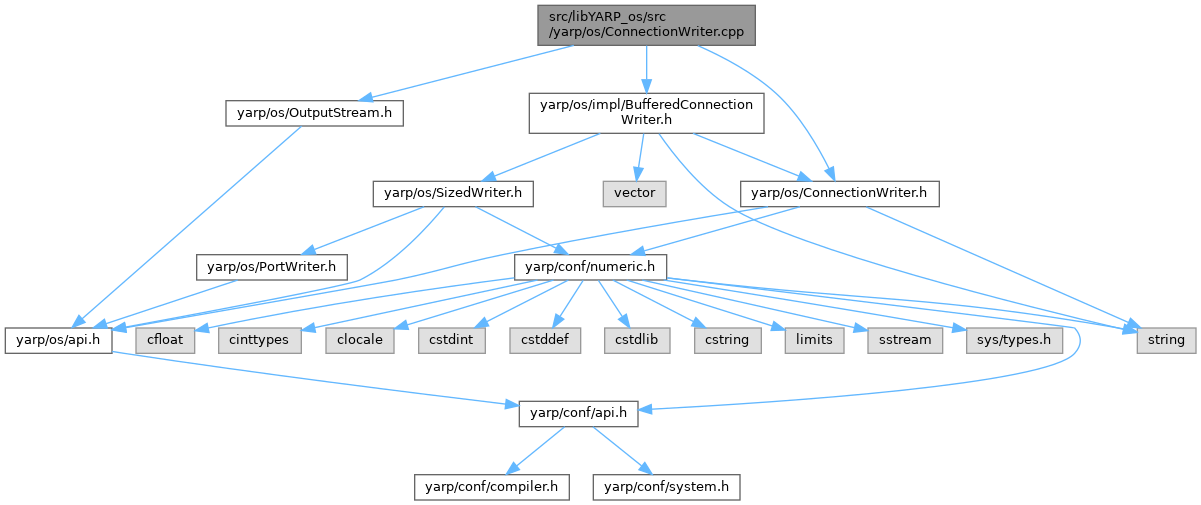 src/libYARP_os/src
/yarp/os/ConnectionWriter.cpp
yarp/os/OutputStream.h
yarp/os/impl/BufferedConnection
Writer.h
yarp/os/SizedWriter.h
vector
yarp/os/ConnectionWriter.h
yarp/os/PortWriter.h
yarp/conf/numeric.h
yarp/os/api.h
cfloat
cinttypes
clocale
cstdint
cstddef
cstdlib
cstring
limits
sstream
sys/types.h
string
yarp/conf/api.h
yarp/conf/compiler.h
yarp/conf/system.h